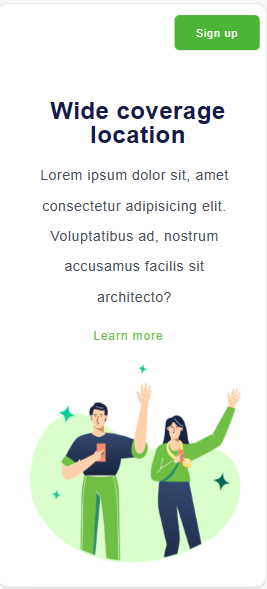 Sign up
Wide coverage
location
Lorem ipsum dolor sit, amet
consectetur adipisicing elit.
Voluptatibus ad, nostrum
accusamus facilis sit
architecto?
Learn more